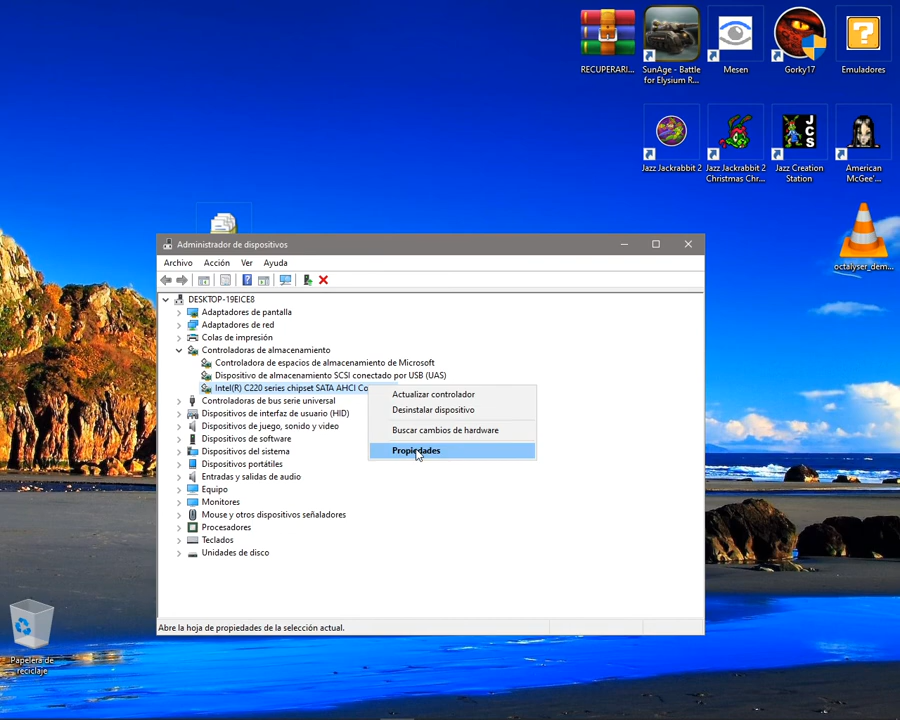 RECUPERARI...
SunAge - Battle
for Elysium R...
Mesen
Gorky17
Emuladores
JCS
Jazz Jackrabbit 2
Jazz Jackrabbit 2
Christmas Chr...
Jazz Creation
Station
American
McGee'...
octalyser_dem...
Administrador de dispositivos
Archivo Acción Ver Ayuda
DESKTOP-19EICE8
Adaptadores de pantalla
Adaptadores de red
Colas de impresión
Controladoras de almacenamiento
Controladora de espacios de almacenamiento de Microsoft
Dispositivo de almacenamiento SCSI conectado por USB (UAS)
Intel(R) C220 series chipset SATA AHCI Co
Controladoras de bus serie universal
Dispositivos de interfaz de usuario (HID)
Dispositivos de juego, sonido y video
Dispositivos de software
Dispositivos del sistema
Dispositivos portátiles
Entradas y salidas de audio
Equipo
Monitores
Mouse y otros dispositivos señaladores
Procesadores
Teclados
Unidades de disco
Actualizar controlador
Desinstalar dispositivo
Buscar cambios de hardware
Propiedades
Abre la hoja de propiedades de la selección actual.
Papelera de
reciclaje